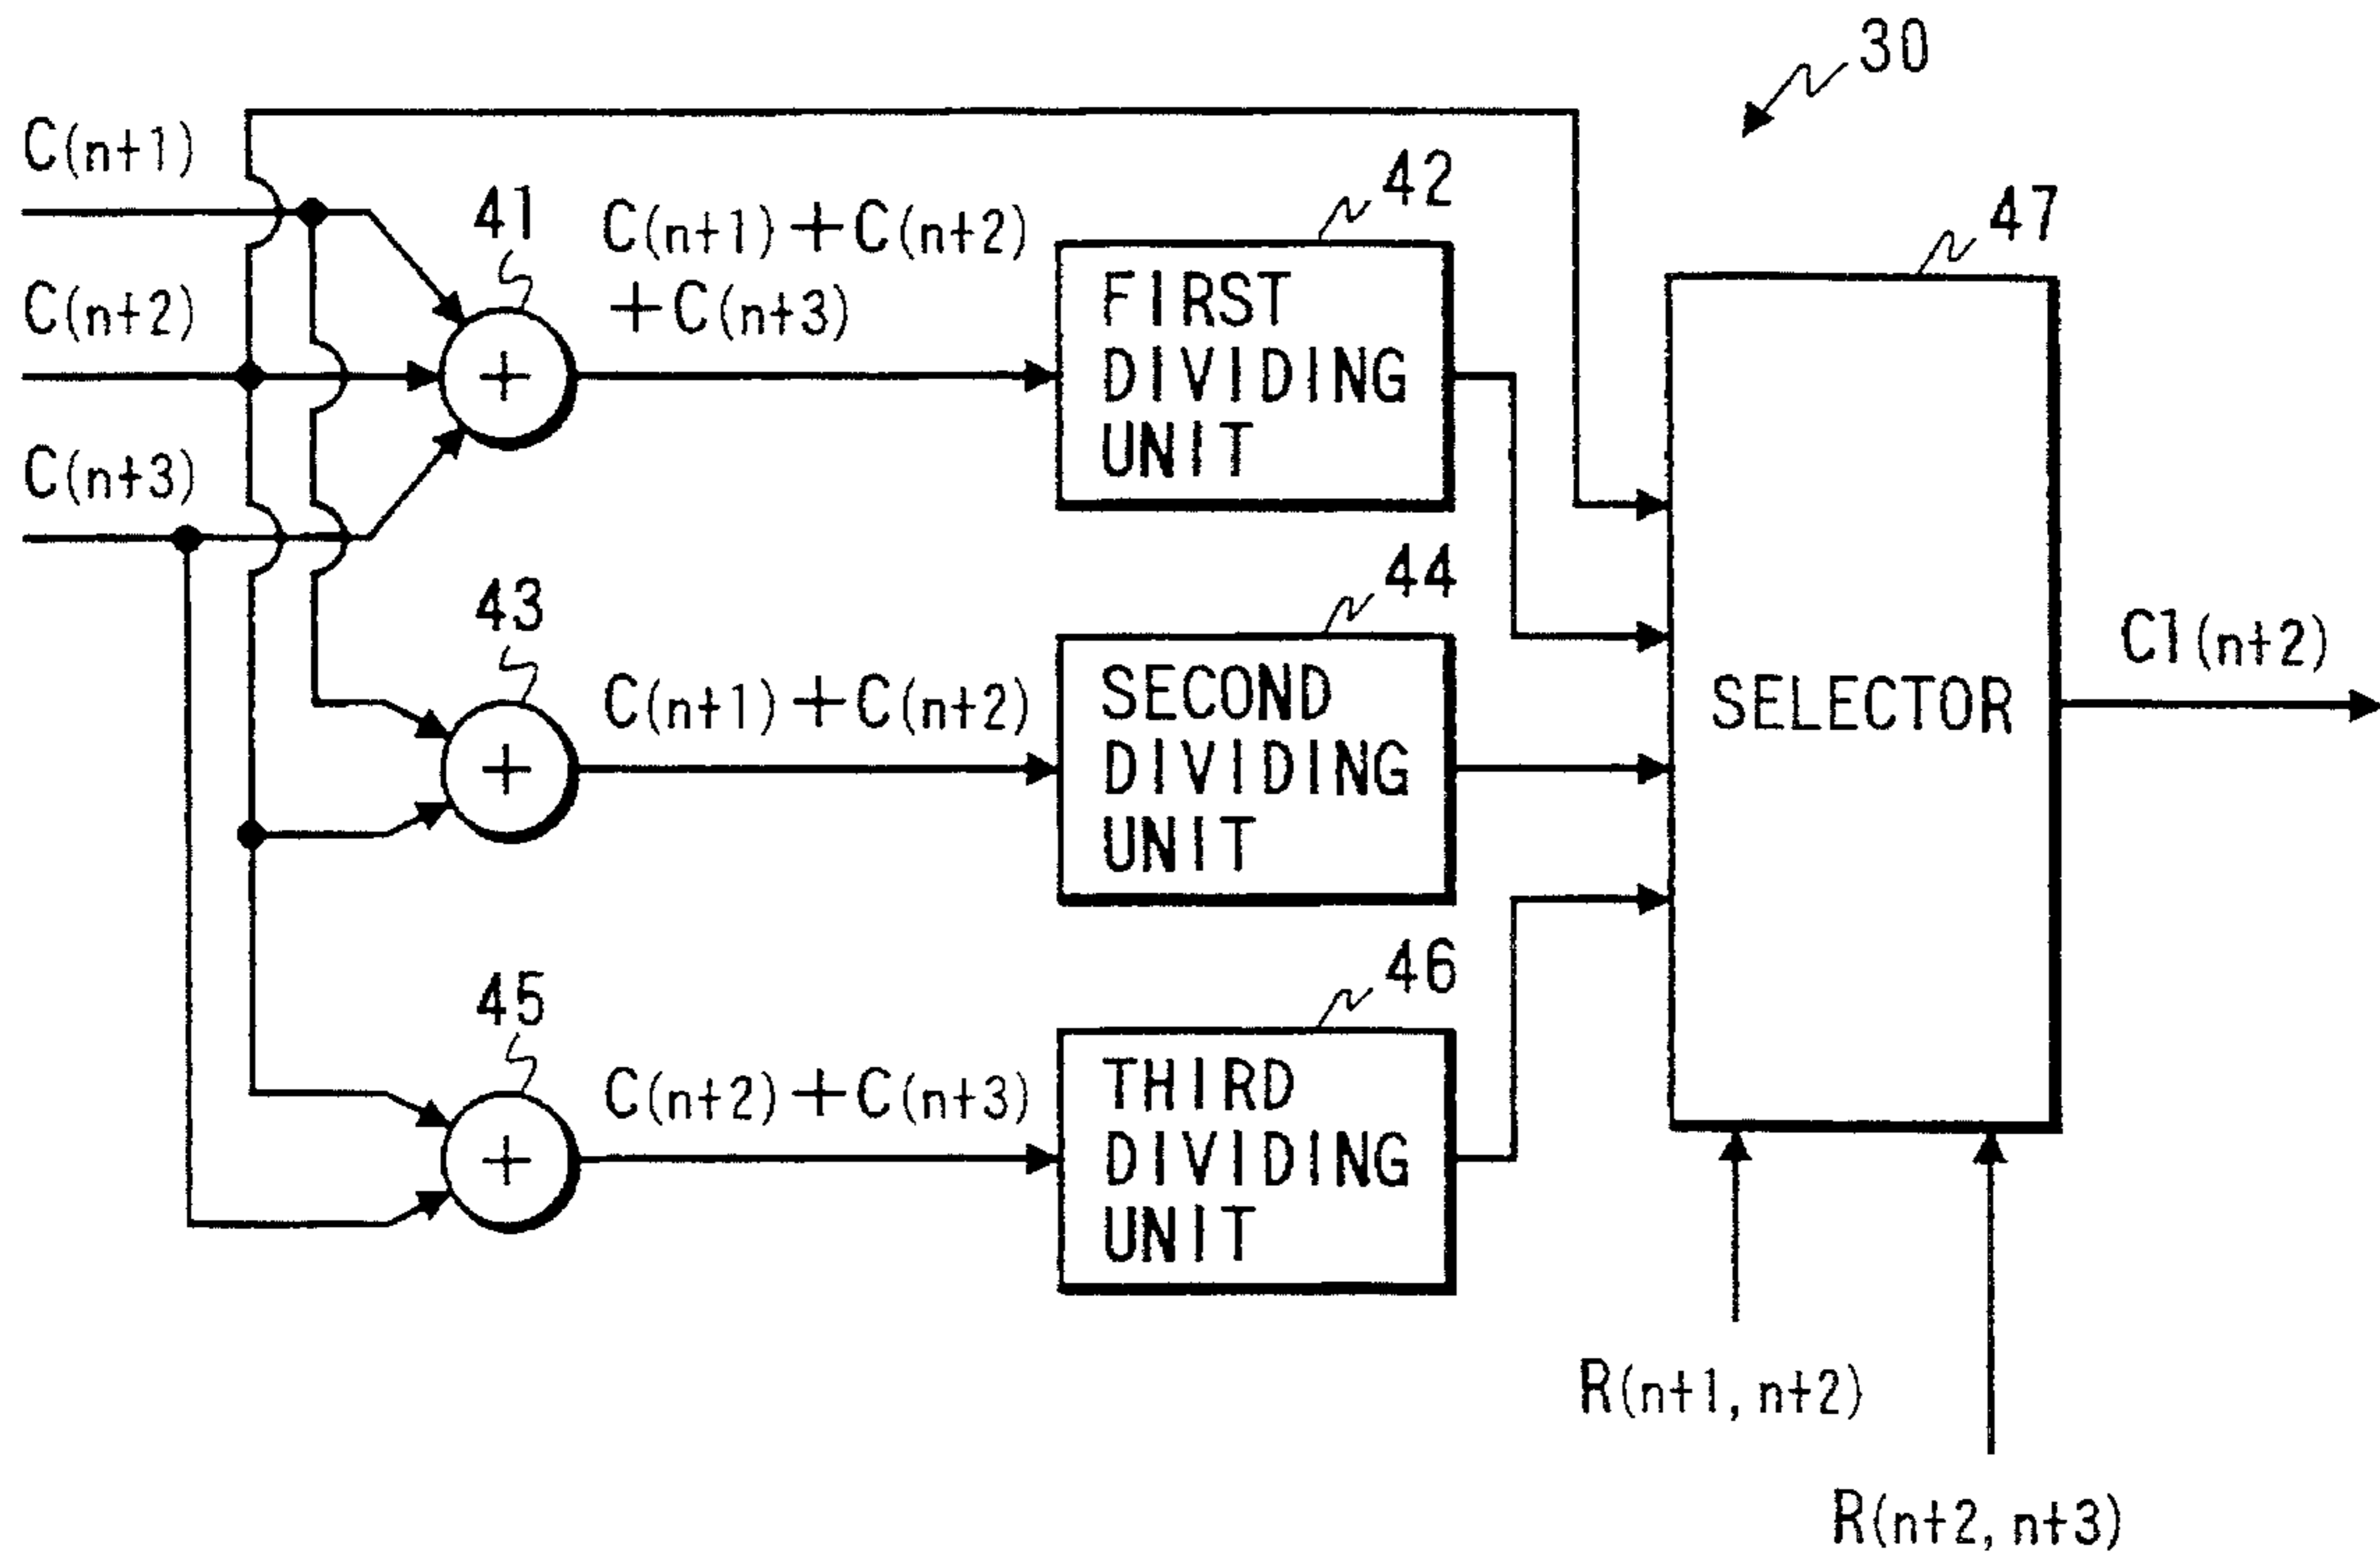 30
C(n+1)
C(n+2)
C(n+3)
41
C(n+1)+C(n+2)
+C(n+3)
42
FIRST
DIVIDING
UNIT
43
C(n+1)+C(n+2)
44
SECOND
DIVIDING
UNIT
45
C(n+2)+C(n+3)
46
THIRD
DIVIDING
UNIT
47
SELECTOR
C1(n+2)
R(n+1,n+2)
R(n+2,n+3)
+
+
+